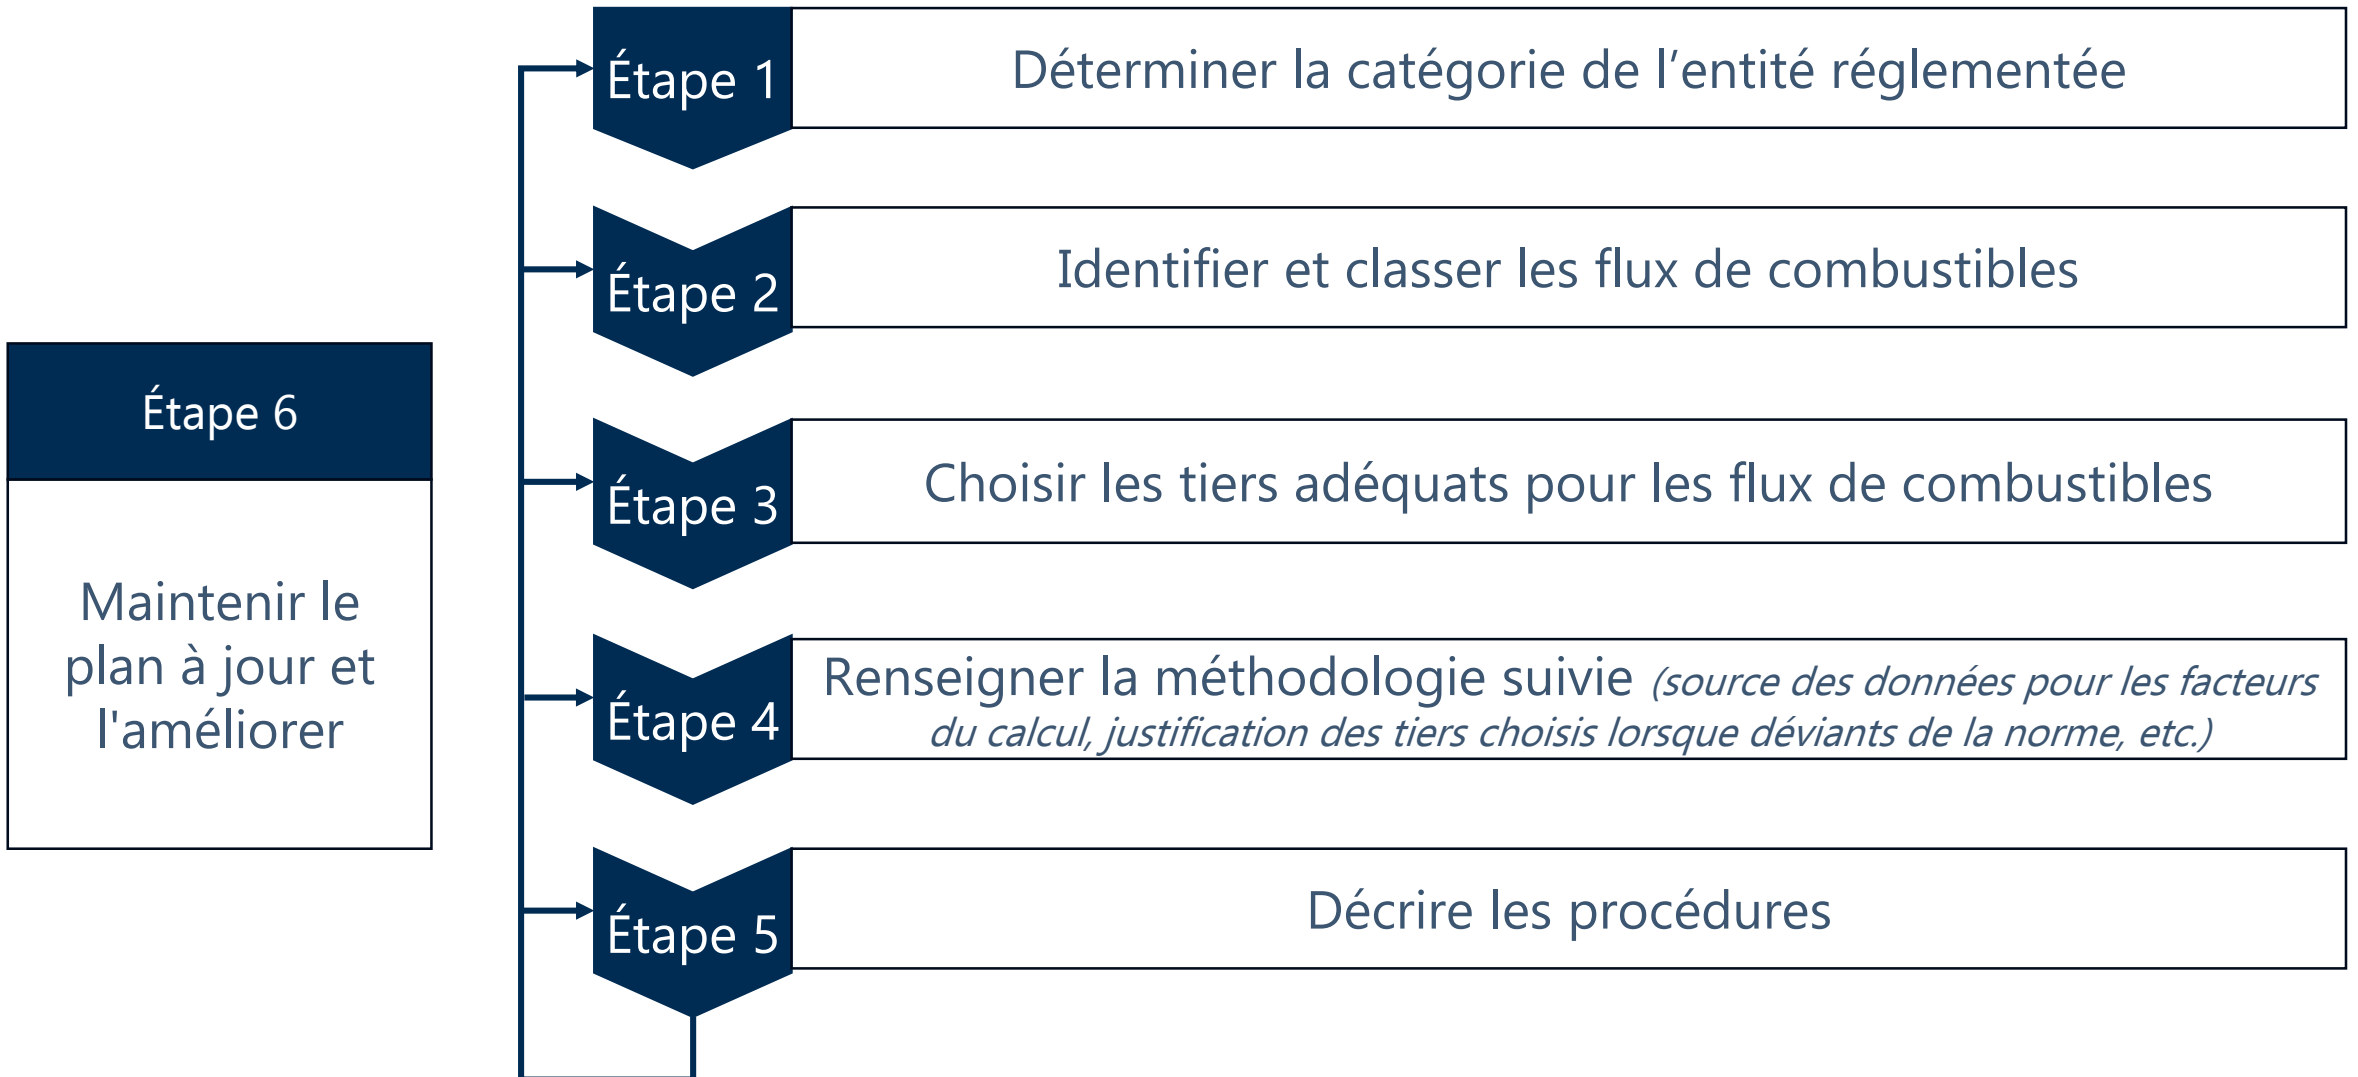 Étape 1
Déterminer la catégorie de l’entité réglementée
Étape 2
Identifier et classer les flux de combustibles
Étape 3
Choisir les tiers adéquats pour les flux de combustibles
Étape 4
Renseigner la méthodologie suivie (source des données pour les facteurs
du calcul, justification des tiers choisis lorsque déviants de la norme, etc.)
Étape 5
Décrire les procédures
Étape 6
Maintenir le
plan à jour et
l'améliorer